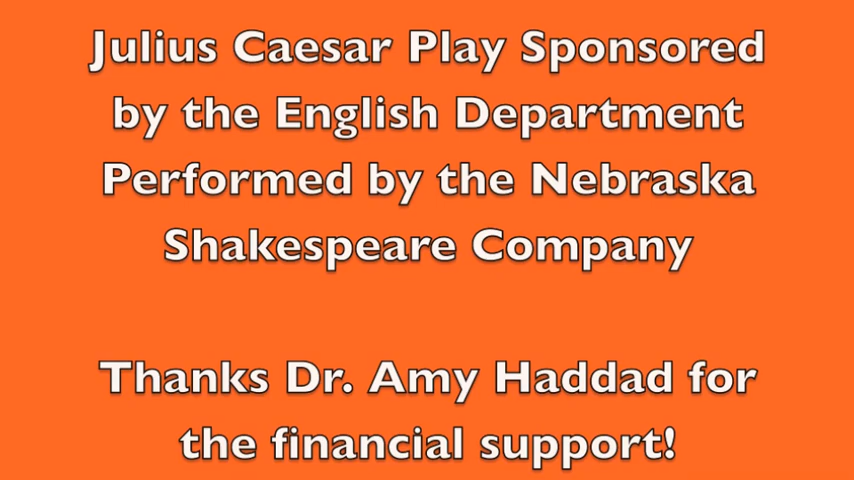 Julius Caesar Play Sponsored
by the English Department
Performed by the Nebraska
Shakespeare Company
Thanks Dr. Amy Haddad for
the financial support!